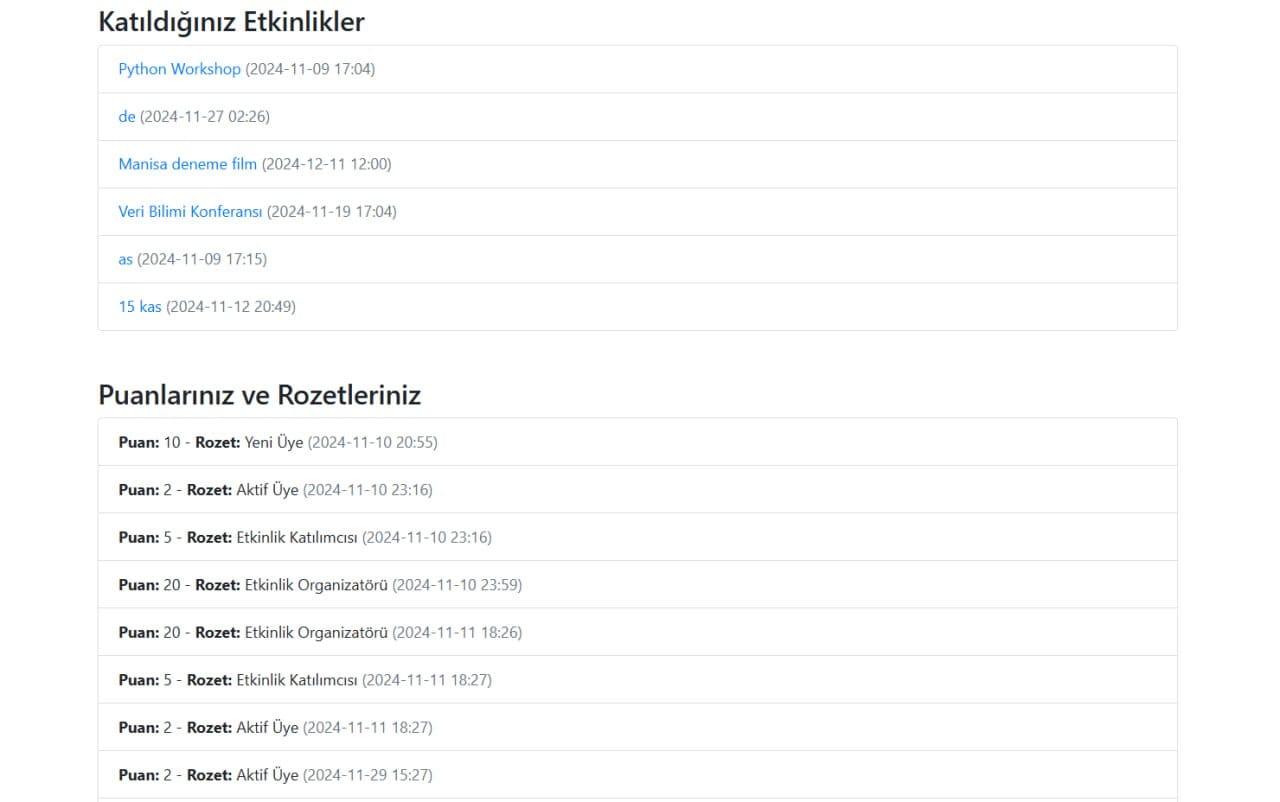 Katıldığınız Etkinlikler
Python Workshop (2024-11-09 17:04)
de (2024-11-27 02:26)
Manisa deneme film (2024-12-11 12:00)
Veri Bilimi Konferansı (2024-11-19 17:04)
as (2024-11-09 17:15)
15 kas (2024-11-12 20:49)
Puanlarınız ve Rozetleriniz
Puan: 10 - Rozet: Yeni Üye (2024-11-10 20:55)
Puan: 2 - Rozet: Aktif Üye (2024-11-10 23:16)
Puan: 5 - Rozet: Etkinlik Katılımcısı (2024-11-10 23:16)
Puan: 20 - Rozet: Etkinlik Organizatörü (2024-11-10 23:59)
Puan: 20 - Rozet: Etkinlik Organizatörü (2024-11-11 18:26)
Puan: 5 - Rozet: Etkinlik Katılımcısı (2024-11-11 18:27)
Puan: 2 - Rozet: Aktif Üye (2024-11-11 18:27)
Puan: 2 - Rozet: Aktif Üye (2024-11-29 15:27)